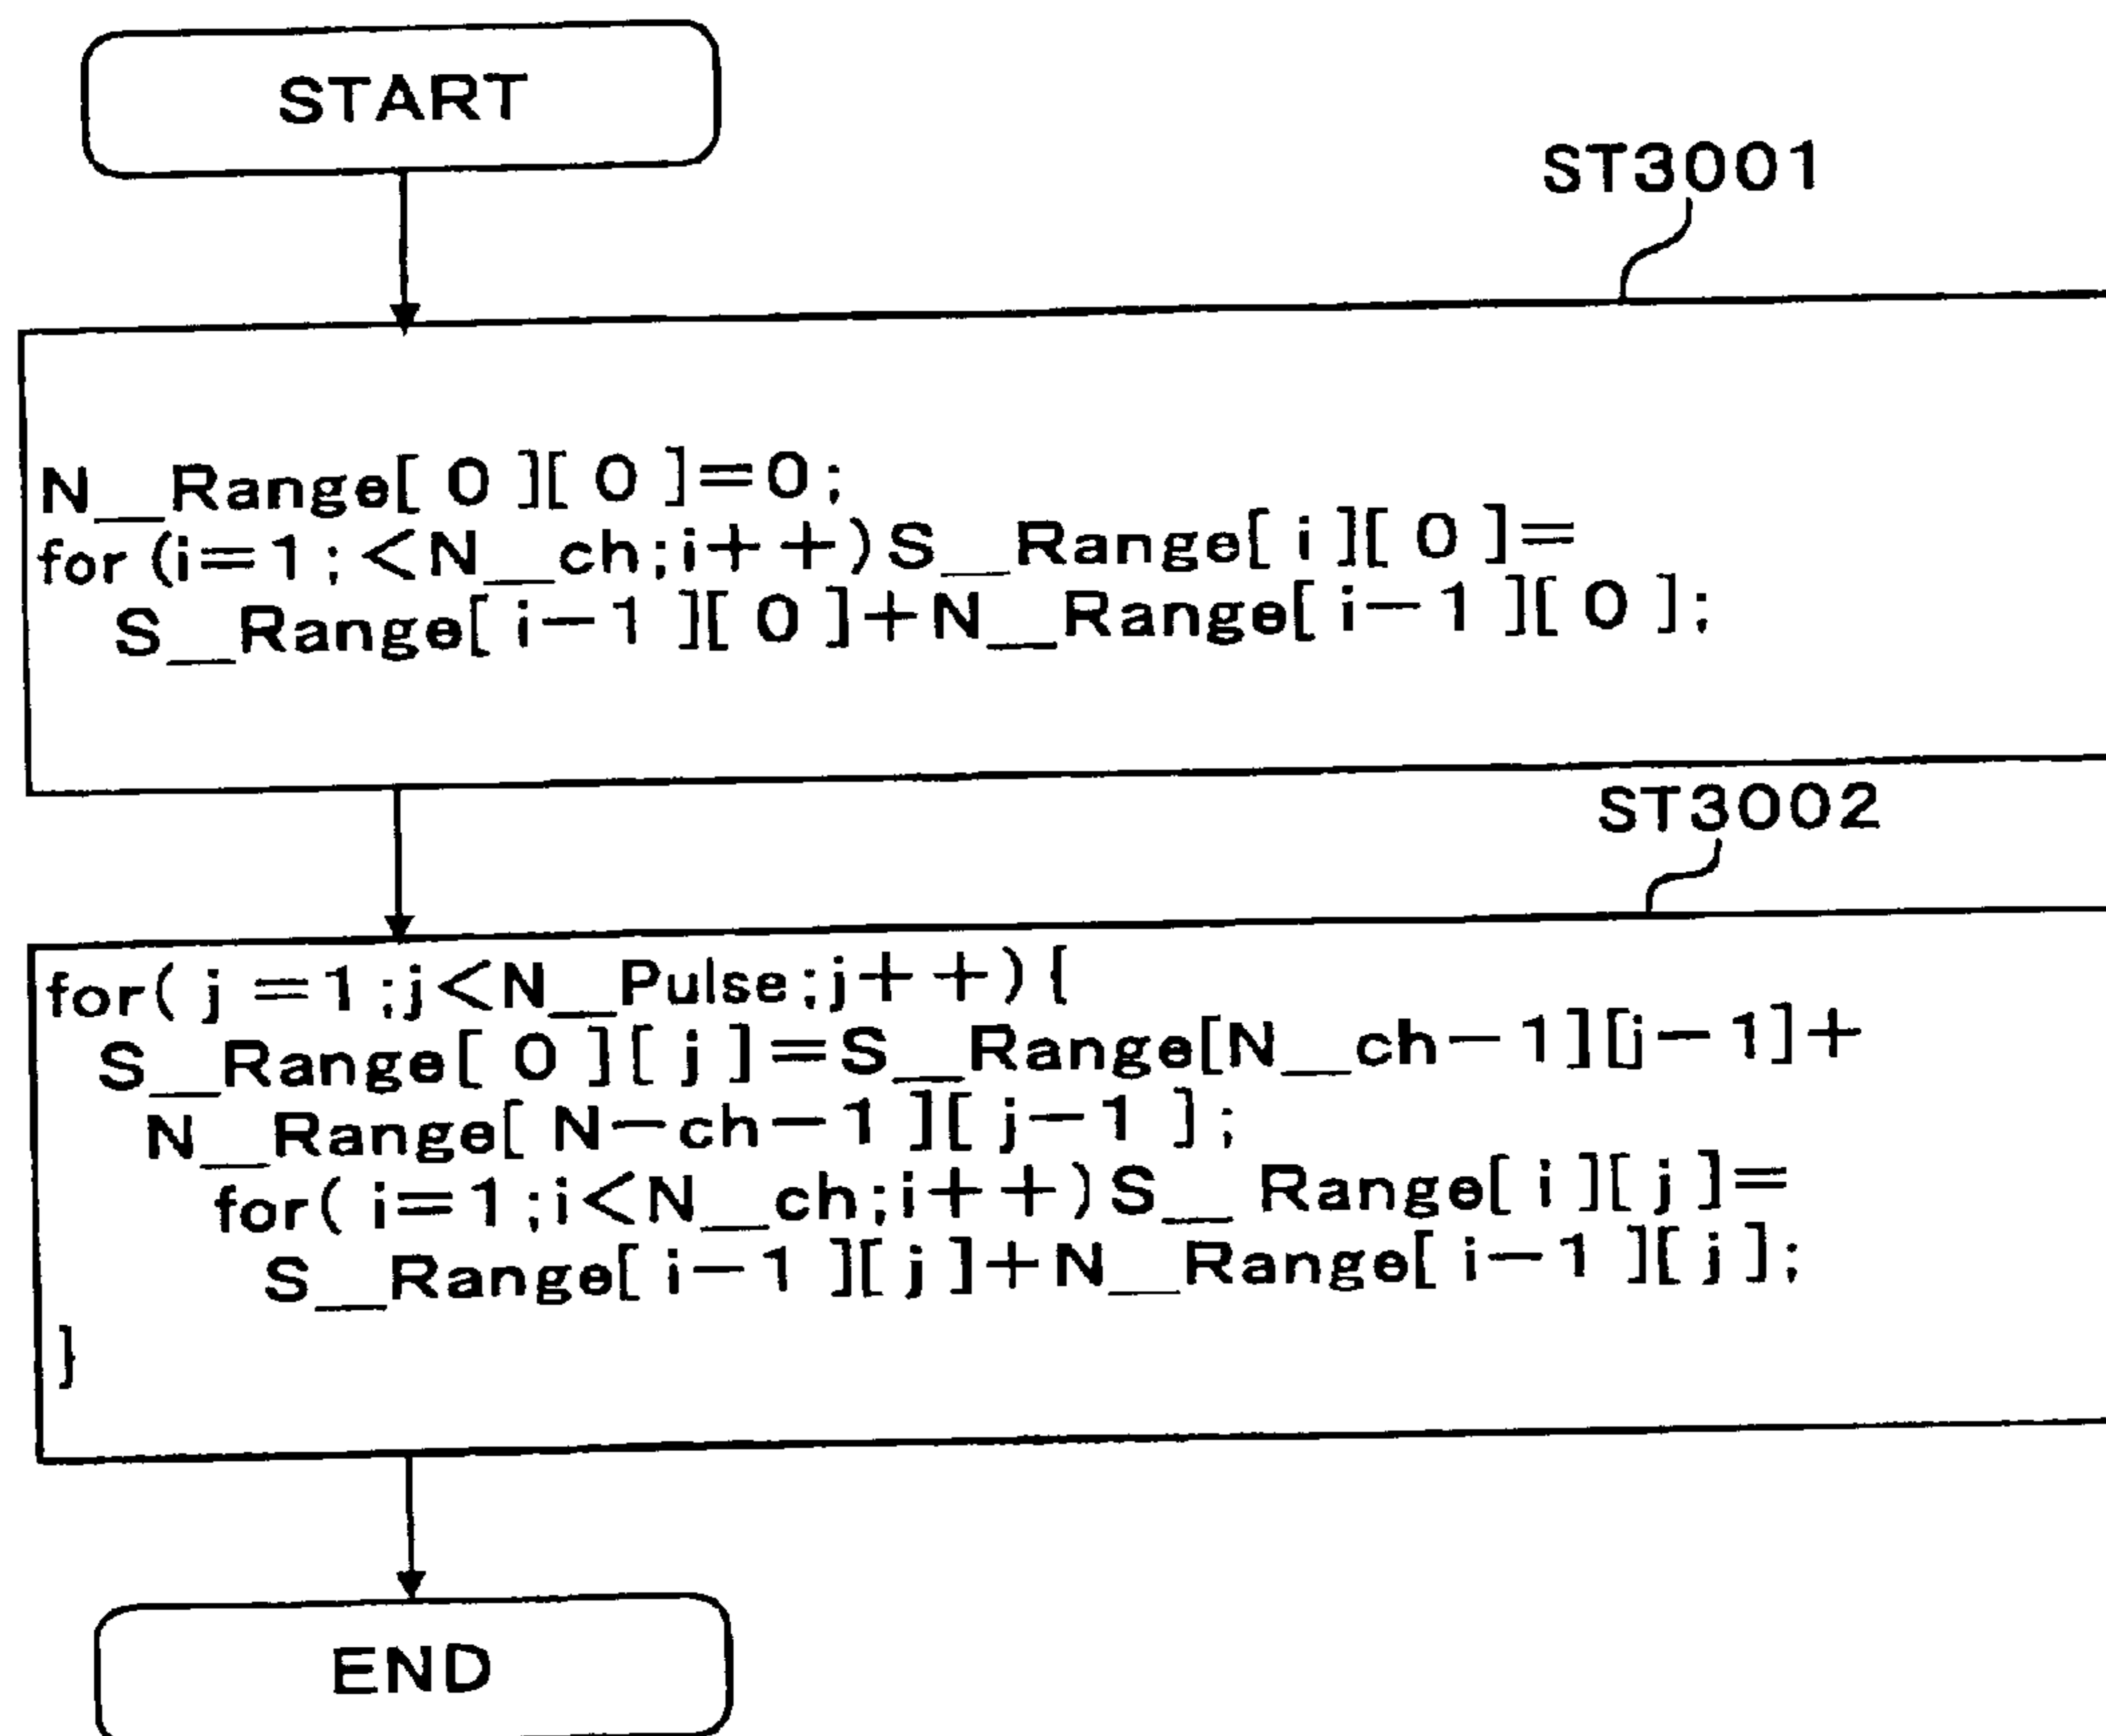 START
ST3001
N__Range[ 0 ][ 0 ]=0;
for (i=1;<N__ch;i++)S__Range[ i ][ 0 ]=
S__Range[ i-1 ][ 0 ]+N__Range[ i-1 ][ 0 ];
ST3002
for( j =1;j<N__Pulse;j++){
S__Range[ 0 ][ j ]=S__Range[N__ch-1][j-1]+
N__Range[ N-ch-1 ][ j-1 ];
for( i=1;i<N__ch;i++)S__ Range[ i ][ j ]=
S__Range[ i-1 ][ j ]+N__Range[ i-1 ][ j ];
}
END